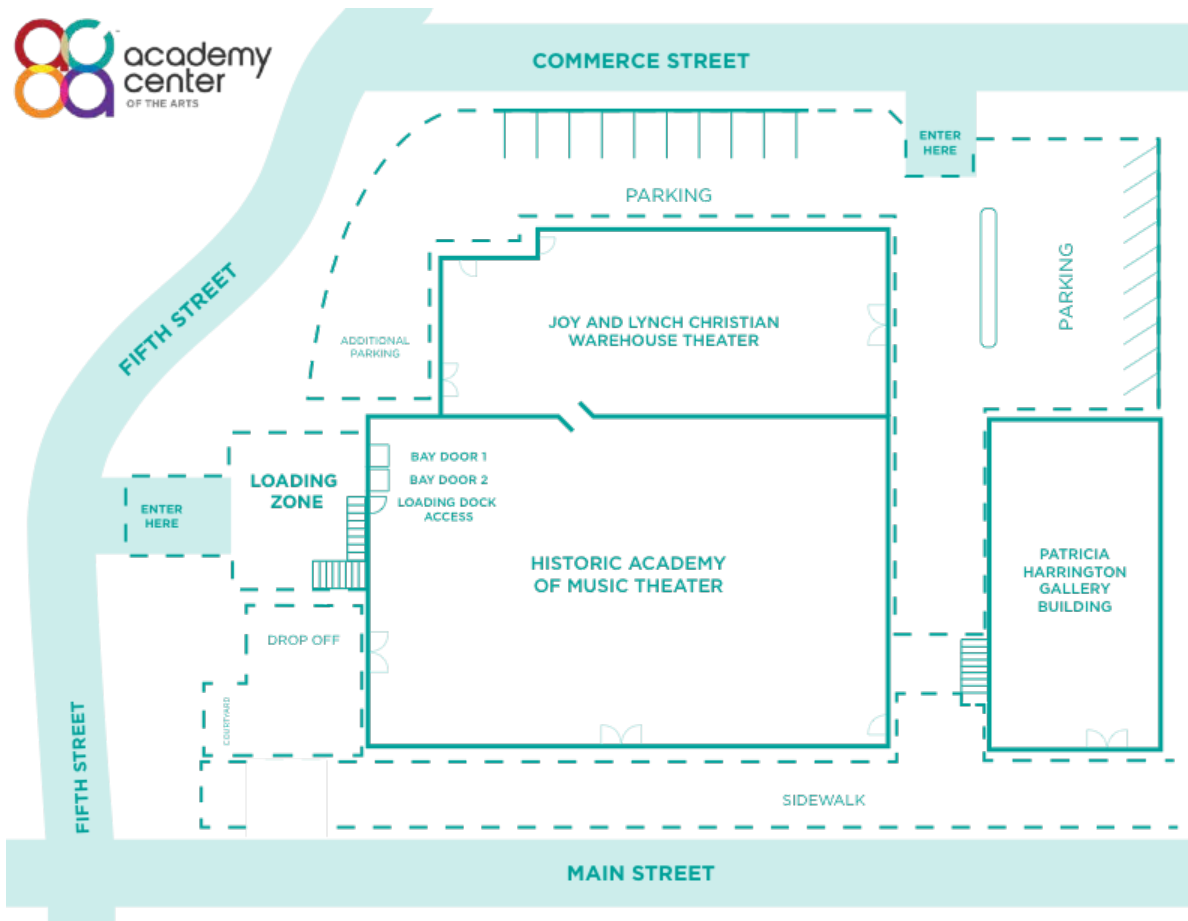 academy
center
OF THE ARTS
COMMERCE STREET
ENTER
HERE
PARKING
PARKING
FIFTH STREET
JOY AND LYNCH CHRISTIAN
WAREHOUSE THEATER
ADDITIONAL
PARKING
BAY DOOR 1
BAY DOOR 2
LOADING DOCK
ACCESS
LOADING
ZONE
ENTER
HERE
HISTORIC ACADEMY
OF MUSIC THEATER
PATRICIA
HARRINGTON
GALLERY
BUILDING
DROP OFF
COURTYARD
FIFTH STREET
SIDEWALK
MAIN STREET